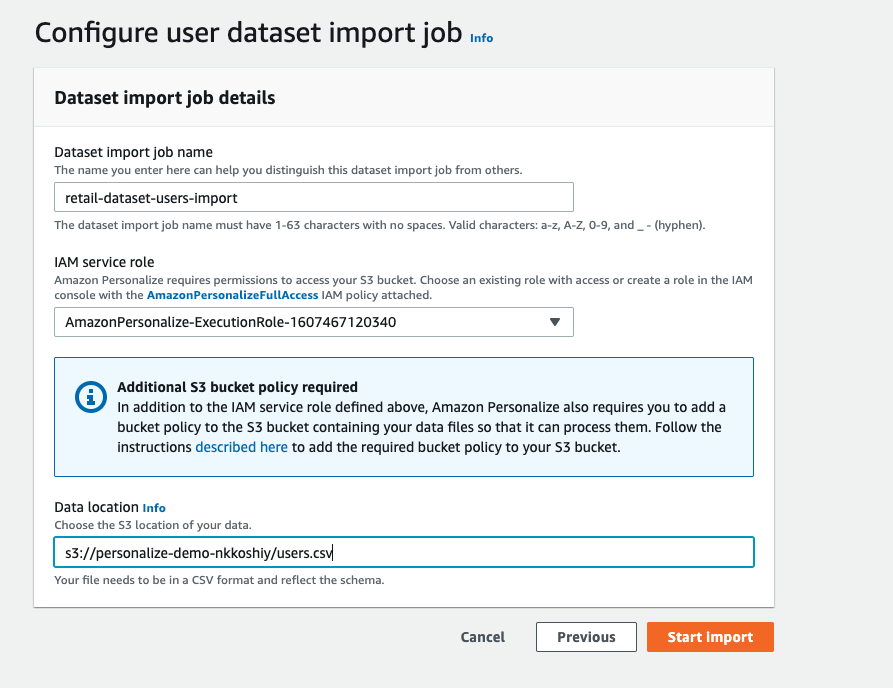 Configure user dataset import job Info
Dataset import job details
Dataset import job name
The name you enter here can help you distinguish this dataset import job from others.
retail-dataset-users-import
The dataset import job name must have 1-63 characters with no spaces. Valid characters: a-z, A-Z, 0-9, and _ - (hyphen).
IAM service role
Amazon Personalize requires permissions to access your S3 bucket. Choose an existing role with access or create a role in the IAM
console with the AmazonPersonalizeFullAccess IAM policy attached.
AmazonPersonalize-ExecutionRole-1607467120340
Additional S3 bucket policy required
In addition to the IAM service role defined above, Amazon Personalize also requires you to add a
bucket policy to the S3 bucket containing your data files so that it can process them. Follow the
instructions described here to add the required bucket policy to your S3 bucket.
Data location Info
Choose the S3 location of your data.
s3://personalize-demo-nkkoshiy/users.csv
Your file needs to be in a CSV format and reflect the schema.
Cancel Previous Start import